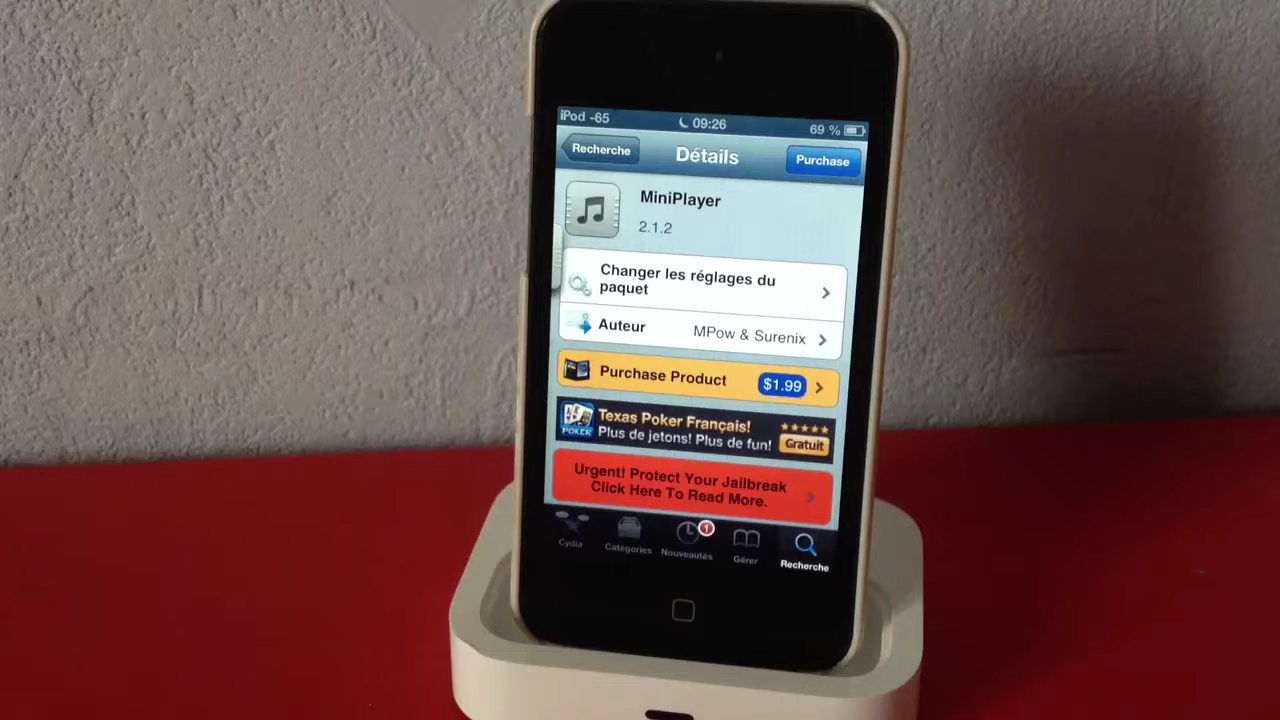 iPod -65 09:26 69 %
Recherche Détails Purchase
MiniPlayer
2.1.2
Changer les réglages du
paquet
Auteur MPow & Surenix
Purchase Product $1.99
Texas Poker Français!
POKER Plus de jetons! Plus de fun! Gratuit
Urgent! Protect Your Jailbreak
Click Here To Read More.
1
Cydia Catégories Nouveautés Gérer Recherche